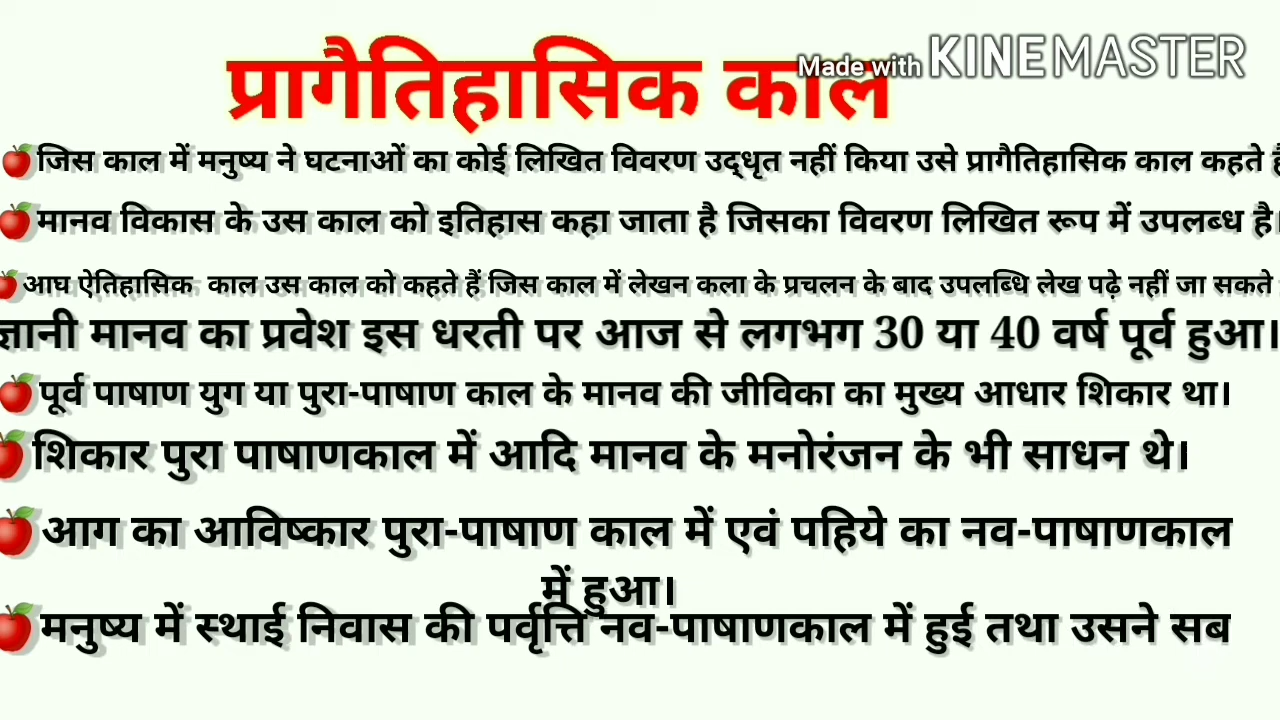 प्रागैतिहासिक काल
Made with KINEMASTER
जिस काल में मनुष्य ने घटनाओं का कोई लिखित विवरण उद्धृत नहीं किया उसे प्रागैतिहासिक काल कहते
मानव विकास के उस काल को इतिहास कहा जाता है जिसका विवरण लिखित रूप में उपलब्ध है।
आघ ऐतिहासिक काल उस काल को कहते हैं जिस काल में लेखन कला के प्रचलन के बाद उपलब्धि लेख पढ़े नहीं जा सकते
ज्ञानी मानव का प्रवेश इस धरती पर आज से लगभग 30 या 40 वर्ष पूर्व हुआ।
पूर्व पाषाण युग या पुरा-पाषाण काल के मानव की जीविका का मुख्य आधार शिकार था।
शिकार पुरा पाषाणकाल में आदि मानव के मनोरंजन के भी साधन थे।
आग का आविष्कार पुरा-पाषाण काल में एवं पहिये का नव-पाषाणकाल
में हुआ।
मनुष्य में स्थाई निवास की पर्वृत्ति नव-पाषाणकाल में हुई तथा उसने सब